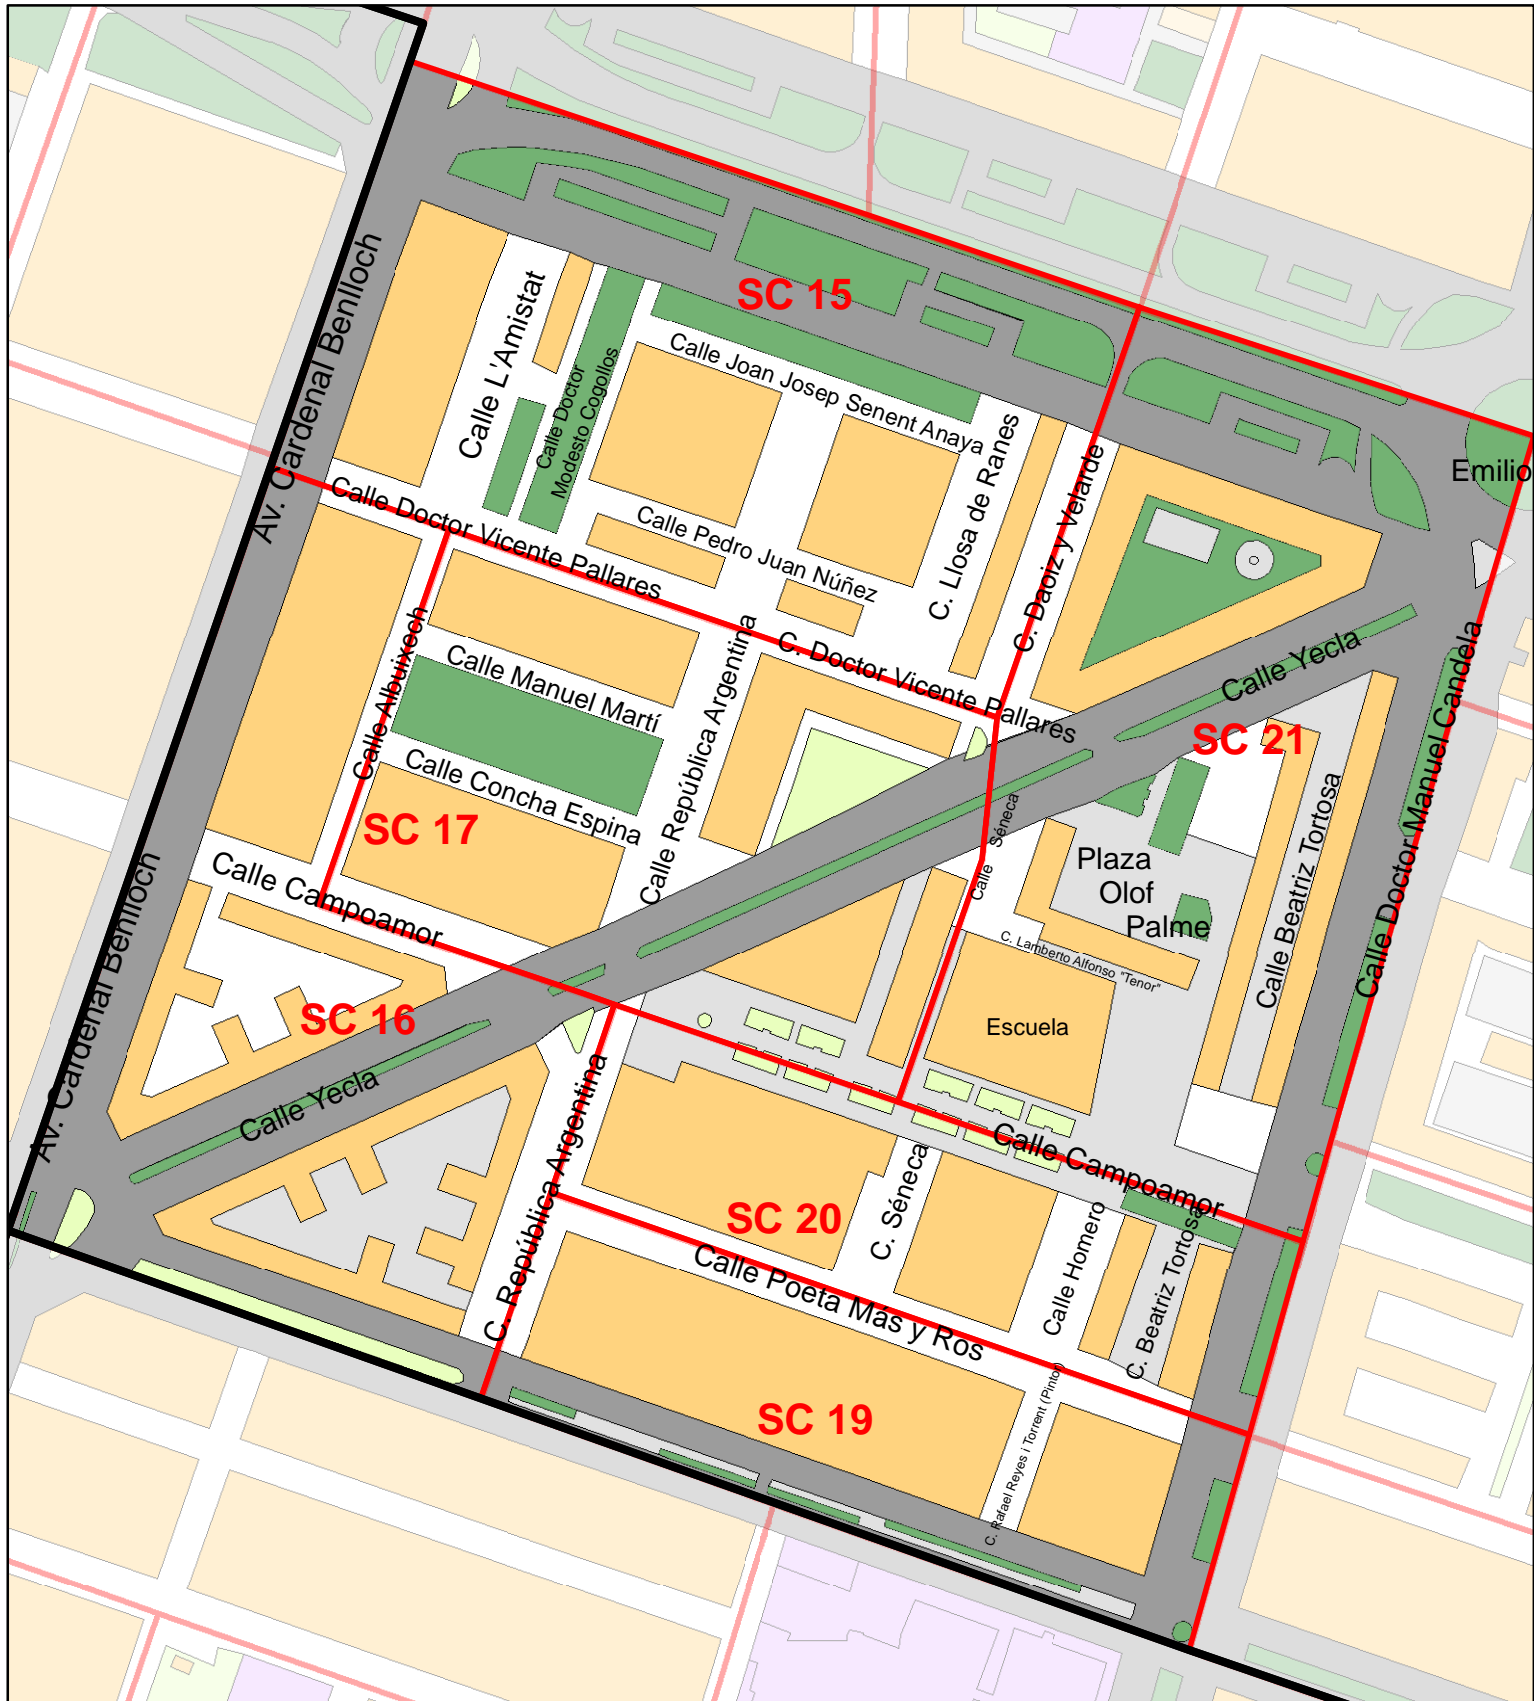 Av. Cardenal Benlloch
SC 15
Calle L'Amistat
Calle Doctor
Modesto Cogollos
Calle Joan Josep Senent Anaya
C. Llosa de Ranes
C. Daoiz y Velarde
Emilio
Calle Doctor Vicente Pallares
Calle Pedro Juan Núñez
C. Doctor Vicente Pallares
Calle Yecla
Calle Albuixech
Calle Manuel Martí
Calle República Argentina
SC 21
Calle Doctor Manuel Candela
Calle Concha Espina
SC 17
Calle Séneca
Plaza
Olof
Palme
Calle Beatriz Tortosa
Calle Campoamor
C. Lamberto Alfonso "Tenor"
Av. Cardenal Benlloch
SC 16
Escuela
Calle Yecla
C. República Argentina
Calle Campoamor
SC 20
C. Séneca
Calle Homero
C. Beatriz Tortosa
Calle Poeta Más y Ros
SC 19
C. Rafael Reyes i Torrent (Pintor)